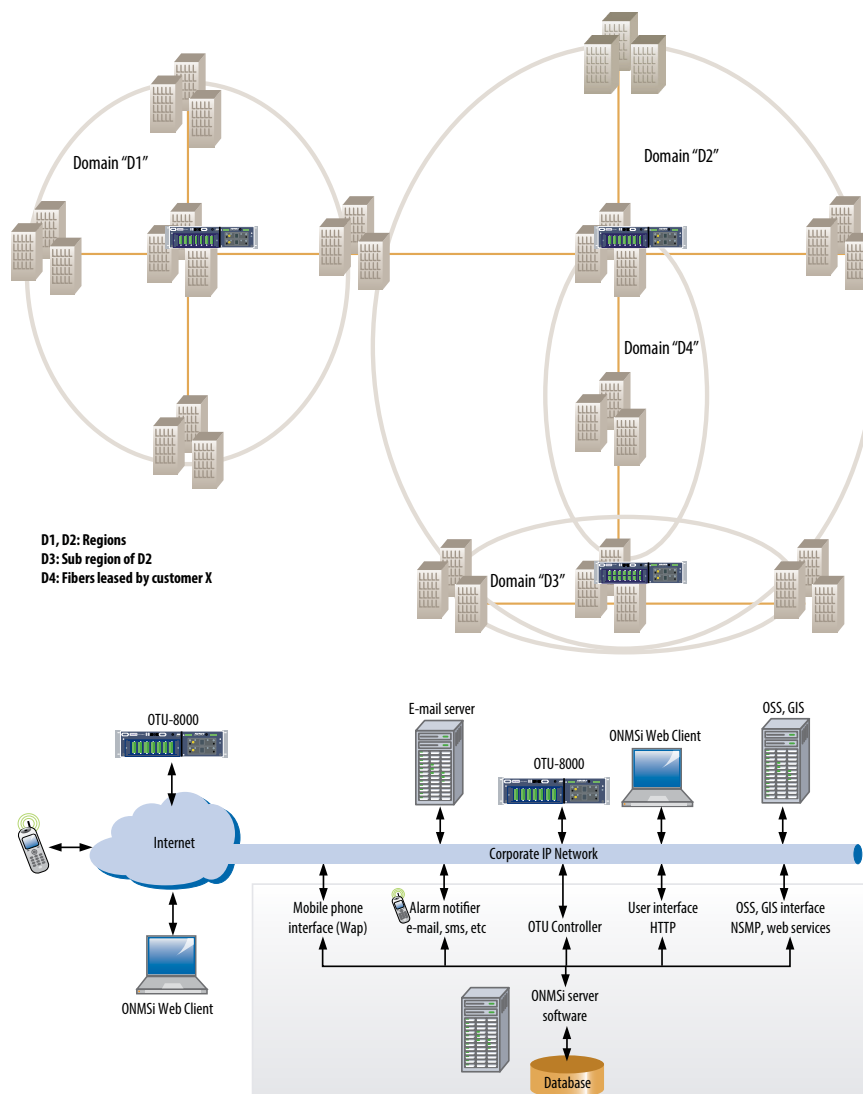 Domain “D1”
Domain “D2”
Domain “D4”
D1, D2: Regions
D3: Sub region of D2
D4: Fibers leased by customer X
Domain “D3”
OTU-8000
E-mail server
OTU-8000
ONMSi Web Client
OSS, GIS
Internet
Corporate IP Network
Mobile phone
interface (Wap)
Alarm notifier
e-mail, sms, etc
OTU Controller
User interface
HTTP
OSS, GIS interface
NSMP, web services
ONMSi Web Client
ONMSi server
software
Database